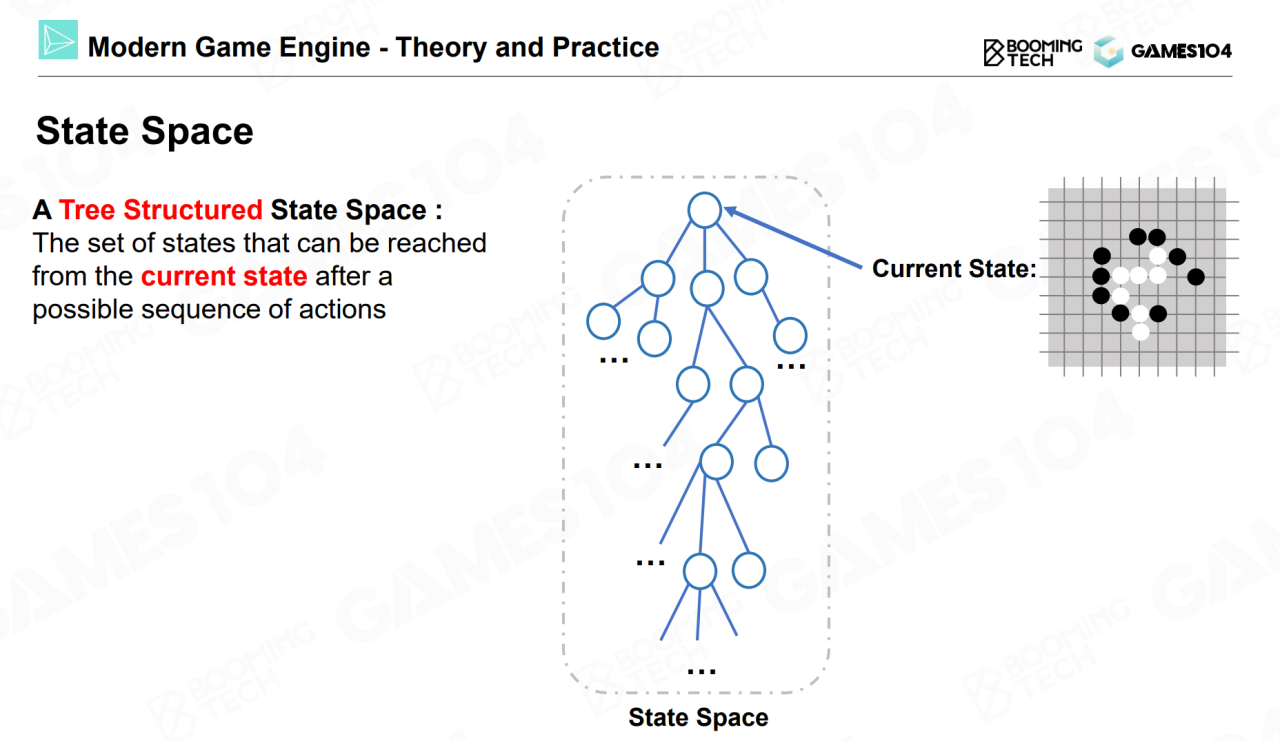 Modern Game Engine - Theory and Practice
BOOMING
TECH
GAMES104
State Space
A Tree Structured State Space :
The set of states that can be reached
from the current state after a
possible sequence of actions
Current State:
...
...
...
...
...
State Space